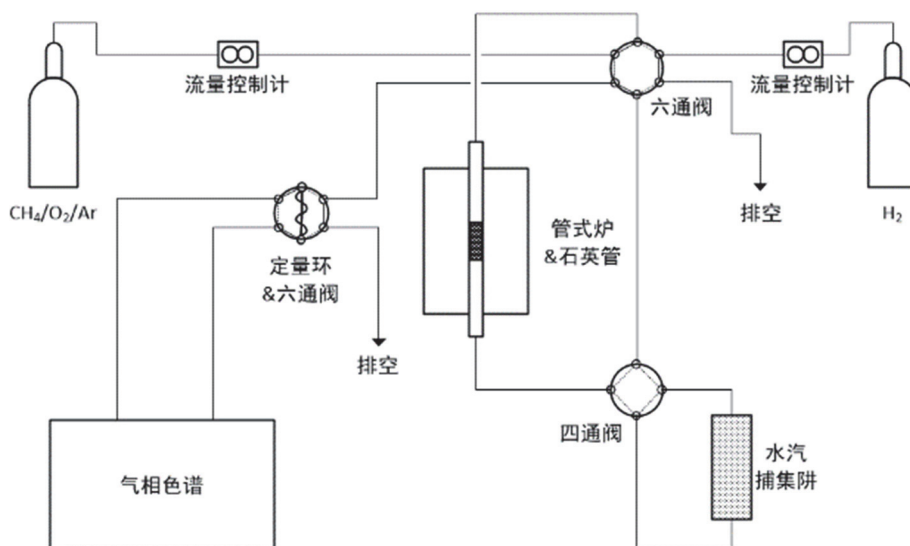 流量控制计
六通阀
流量控制计
CH₄/O₂/Ar
排空
H₂
管式炉
&石英管
定量环
&六通阀
排空
四通阀
水汽
捕集阱
气相色谱